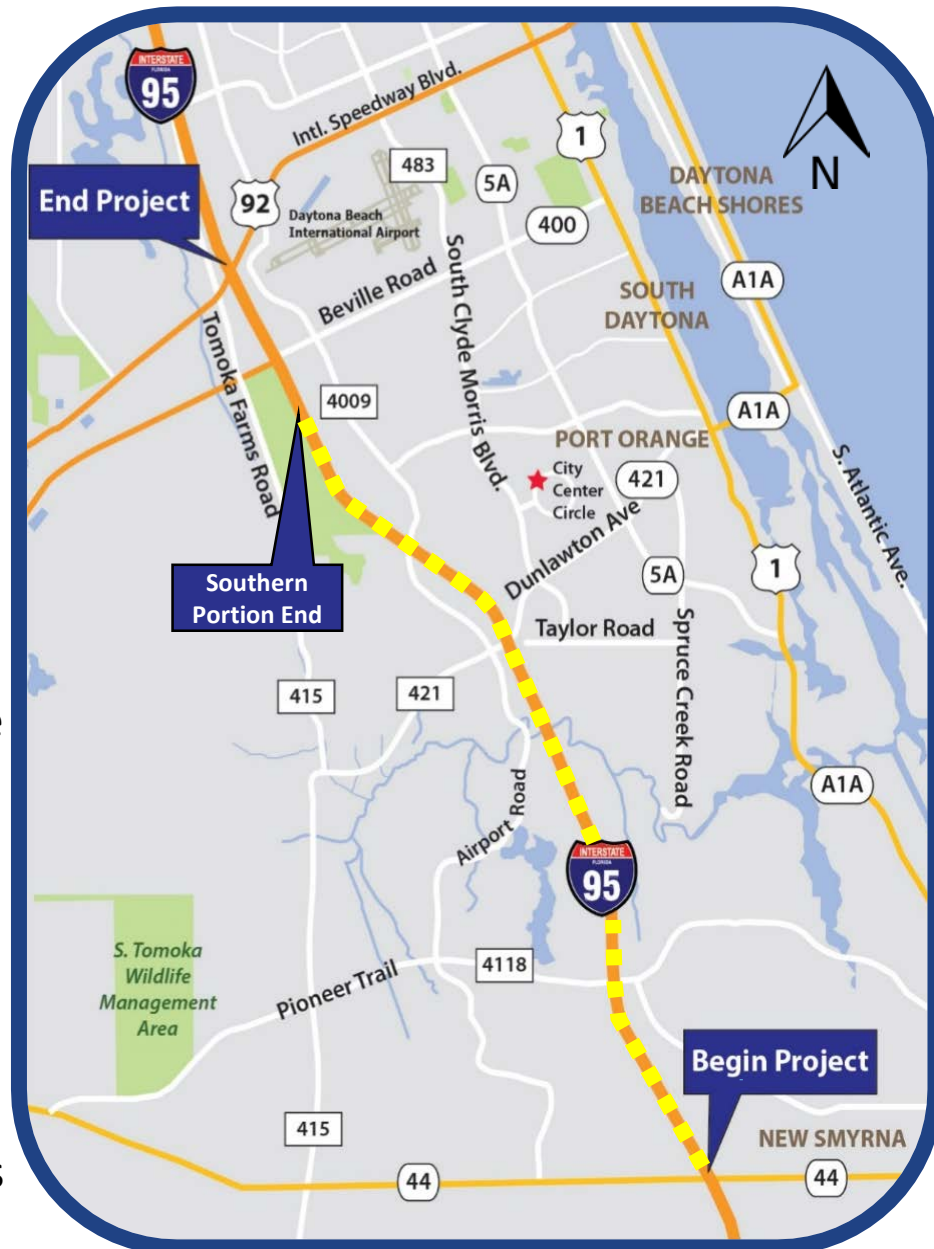 INTERSTATE
FLORIDA
95
Intl. Speedway Blvd.
1
N
End Project
92
483
5A
DAYTONA
BEACH SHORES
Daytona Beach
International Airport
400
Beville Road
South Clyde Morris Blvd.
SOUTH
DAYTONA
A1A
Tomoka Farms Road
4009
A1A
PORT ORANGE
City
Center
Circle
421
S. Atlantic Ave.
Dunlawton Ave
Southern
Portion End
5A
1
Taylor Road
Spruce Creek Road
415
421
e
A1A
Airport Road
INTERSTATE
FLORIDA
95
S. Tomoka
Wildlife
Management
Area
Pioneer Trail
4118
Begin Project
415
NEW SMYRNA
s
44
44